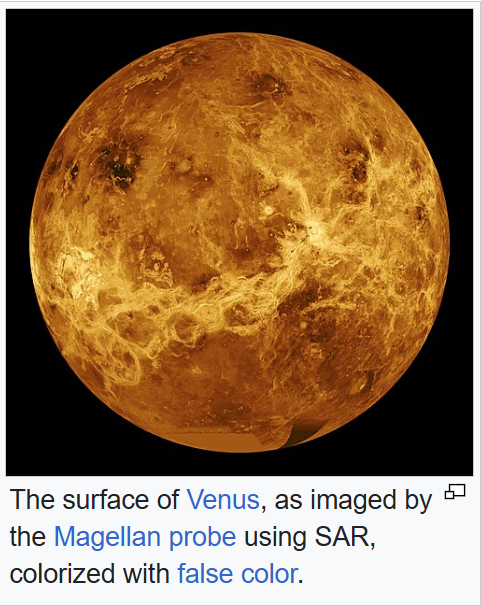 The surface of Venus, as imaged by
the Magellan probe using SAR,
colorized with false color.